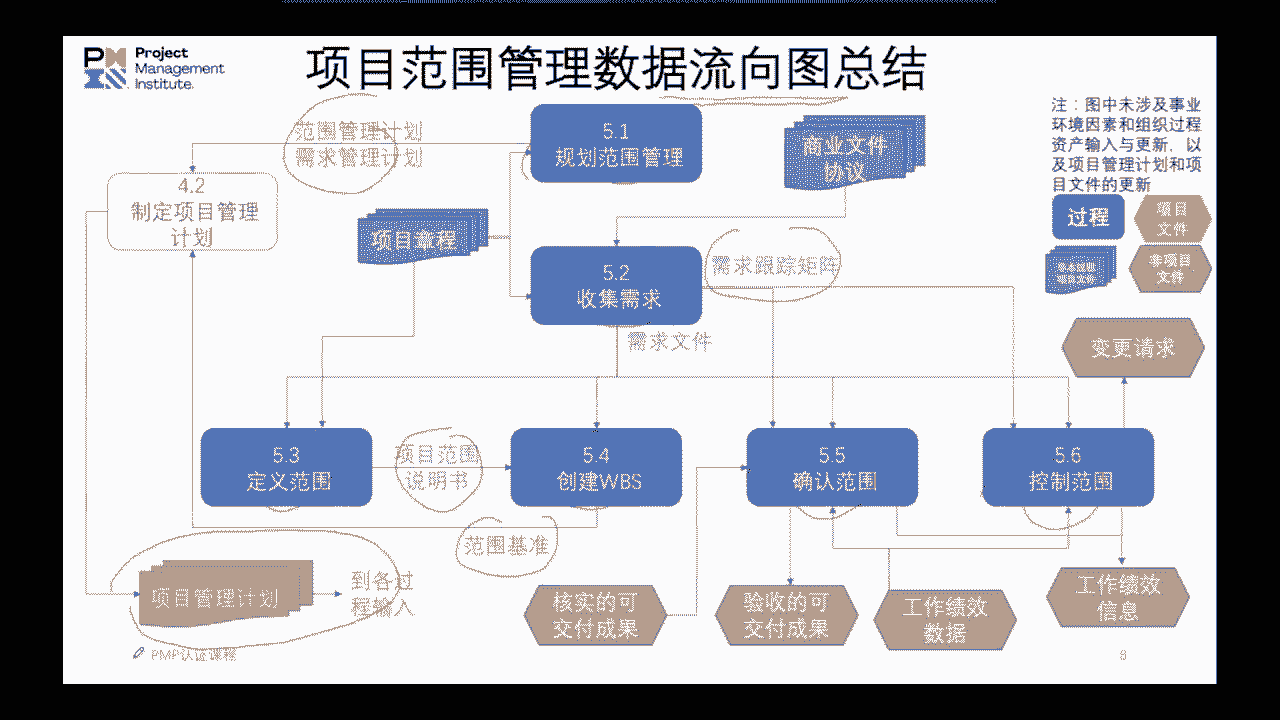 Project
Management
Institute.
项目范围管理数据流向图总结
注：图中未涉及事业
环境因素和组织过程
资产输入与更新，以
及项目管理计划和项
目文件的更新
过程
项目
文件
非项目
文件
范围管理计划
需求管理计划
5.1
规划范围管理
商业文件
协议
4.2
制定项目管理
计划
项目章程
5.2
收集需求
需求跟踪矩阵
需求文件
变更请求
5.3
定义范围
项目范围
说明书
5.4
创建WBS
5.5
确认范围
5.6
控制范围
范围基准
项目管理计划
到各过
程输入
核实的可
交付成果
验收的可
交付成果
工作绩效
数据
工作绩效
信息
PMP认证课程
8